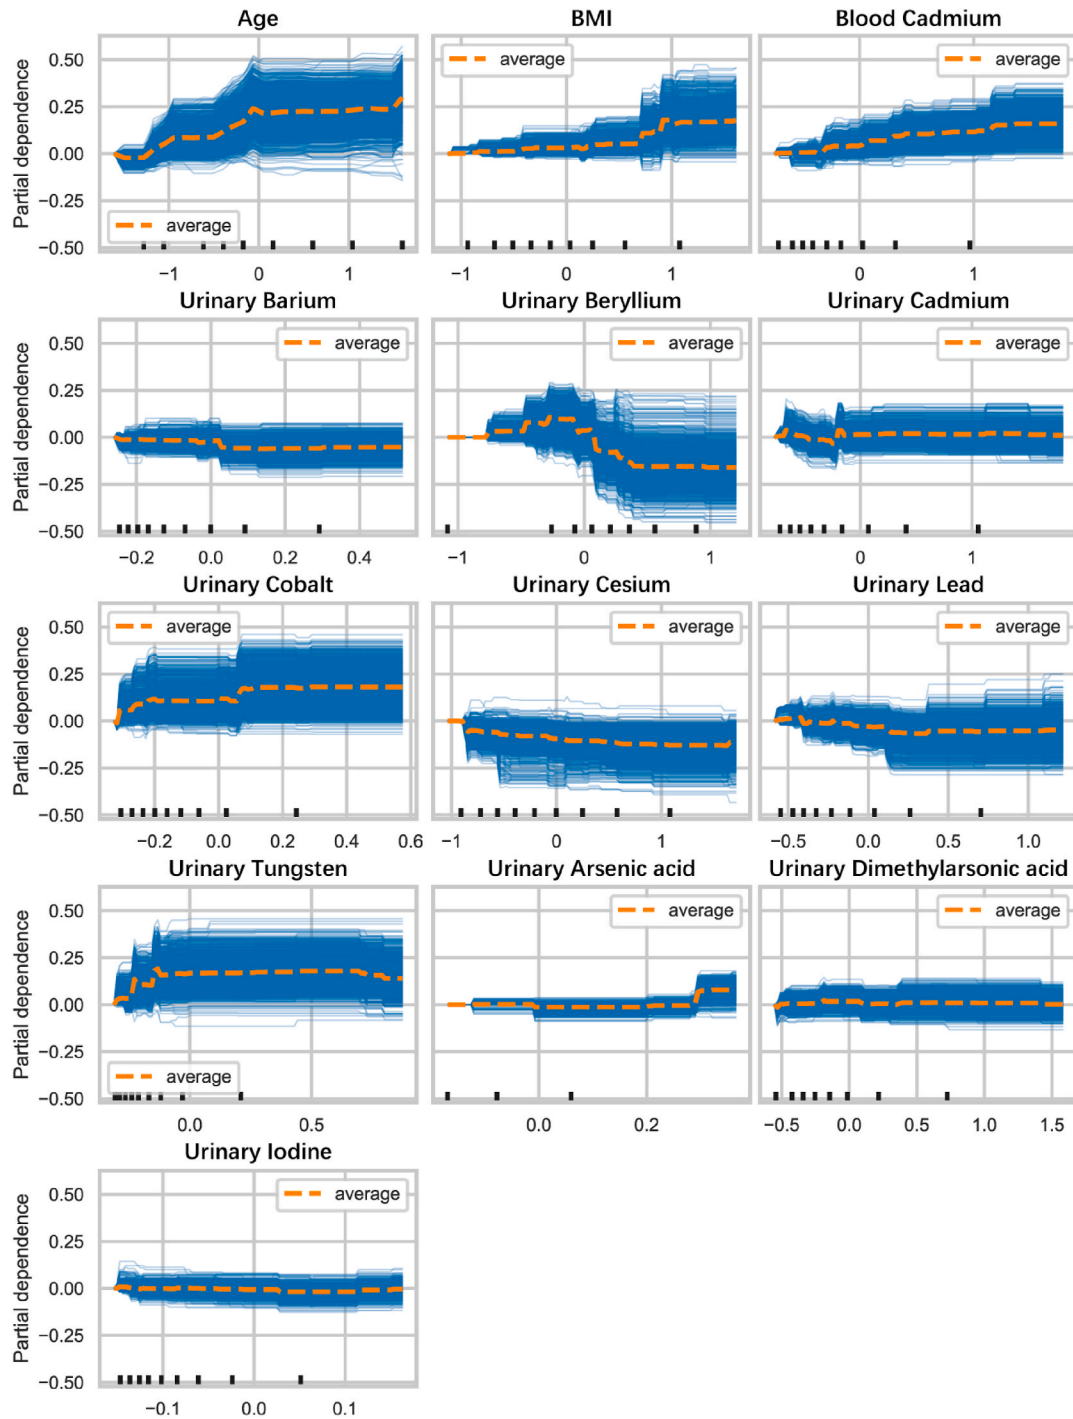 Age BMI Blood Cadmium
Partial dependence
0.50
0.25
0.00
−0.25
−0.50
average
average
average
−1 0 1
−1 0 1
0 1
Urinary Barium Urinary Beryllium Urinary Cadmium
Partial dependence
0.50
0.25
0.00
−0.25
−0.50
average
average
average
−0.2 0.0 0.2 0.4
−1 0 1
0 1
Urinary Cobalt Urinary Cesium Urinary Lead
Partial dependence
0.50
0.25
0.00
−0.25
−0.50
average
average
average
−0.2 0.0 0.2 0.4 0.6
−1 0 1
−0.5 0.0 0.5 1.0
Urinary Tungsten Urinary Arsenic acid Urinary Dimethylarsonic acid
Partial dependence
0.50
0.25
0.00
−0.25
−0.50
average
average
average
0.0 0.5
0.0 0.2
−0.5 0.0 0.5 1.0 1.5
Urinary Iodine
Partial dependence
0.50
0.25
0.00
−0.25
−0.50
average
−0.1 0.0 0.1